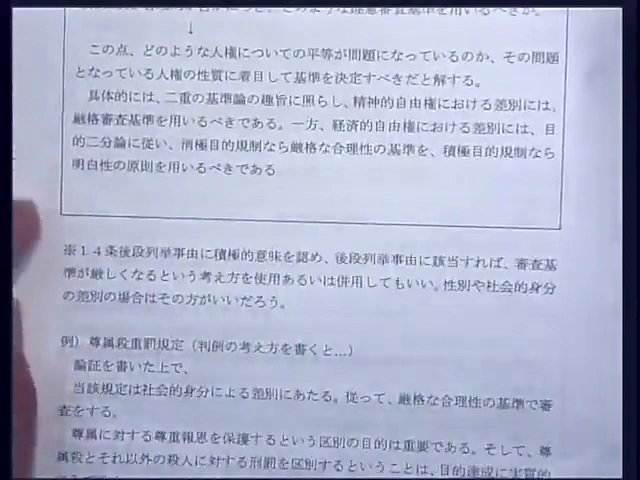 のような違憲審査基準を用いるべきか。
↓
この点、どのような人権についての平等が問題になっているのか、その問題
となっている人権の性質に着目して基準を決定すべきだと解する。
具体的には、二重の基準論の趣旨に照らし、精神的自由権における差別には、
厳格審査基準を用いるべきである。一方、経済的自由権における差別には、目
的二分論に従い、消極目的規制なら厳格な合理性の基準を、積極目的規制なら
明白性の原則を用いるべきである
※14条後段列挙事由に積極的意味を認め、後段列挙事由に該当すれば、審査基
準が厳しくなるという考え方を使用あるいは併用してもいい。性別や社会的身分
の差別の場合はその方がいいだろう。
例）尊属殺重罰規定（判例の考え方を書くと…）
論証を書いた上で、
当該規定は社会的身分による差別にあたる。従って、厳格な合理性の基準で審
査をする。
尊属に対する尊重報恩を保護するという区別の目的は重要である。そして、尊
属殺とそれ以外の殺人に対する刑罰を区別するということは、目的達成に実質的